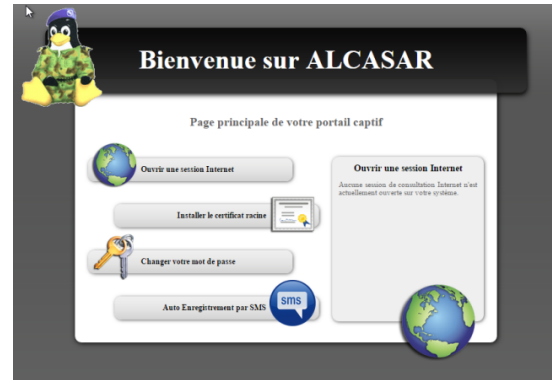 Bienvenue sur ALCASAR
Page principale de votre portail captif
Ouvrir une session Internet
Installer le certificat racine
Changer votre mot de passe
Auto Enregistrement par SMS
sms
Ouvrir une session Internet
Aucune session de consultation Internet n'est
actuellement ouverte sur votre système.